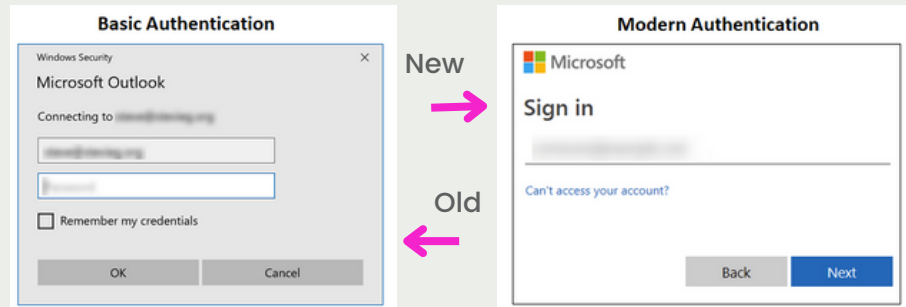 Basic Authentication
Windows Security
Microsoft Outlook
Connecting to
Remember my credentials
OK Cancel
New
Old
Modern Authentication
Microsoft
Sign in
Can't access your account?
Back Next